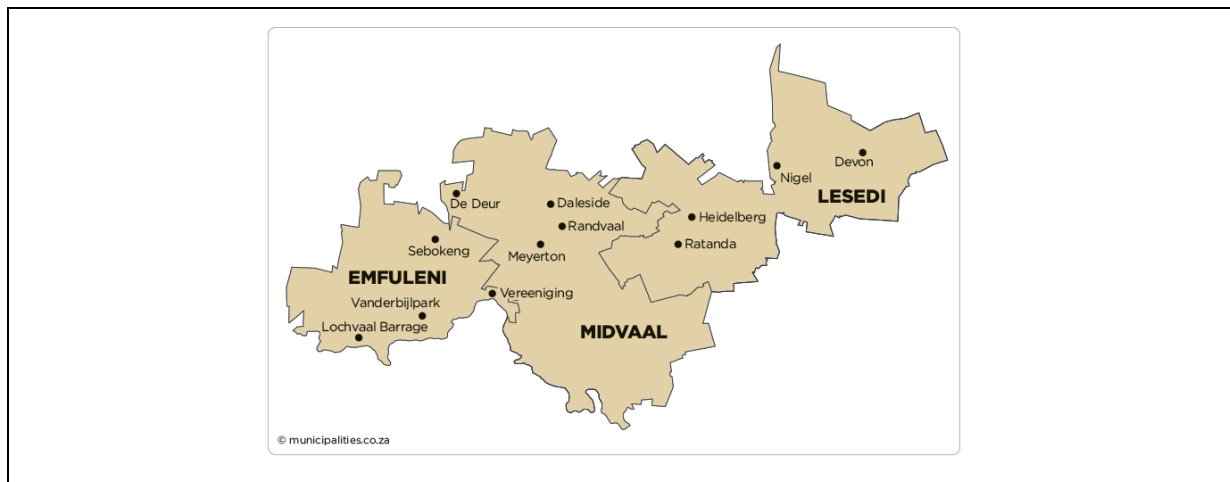 Devon
Nigel
LESEDI
De Deur
Daleside
Randvaal
Heidelberg
Sebokeng
Meyerton
Ratanda
EMFULENI
Vereeniging
Vanderbijlpark
Lochvaal Barrage
MIDVAAL
© municipalities.co.za